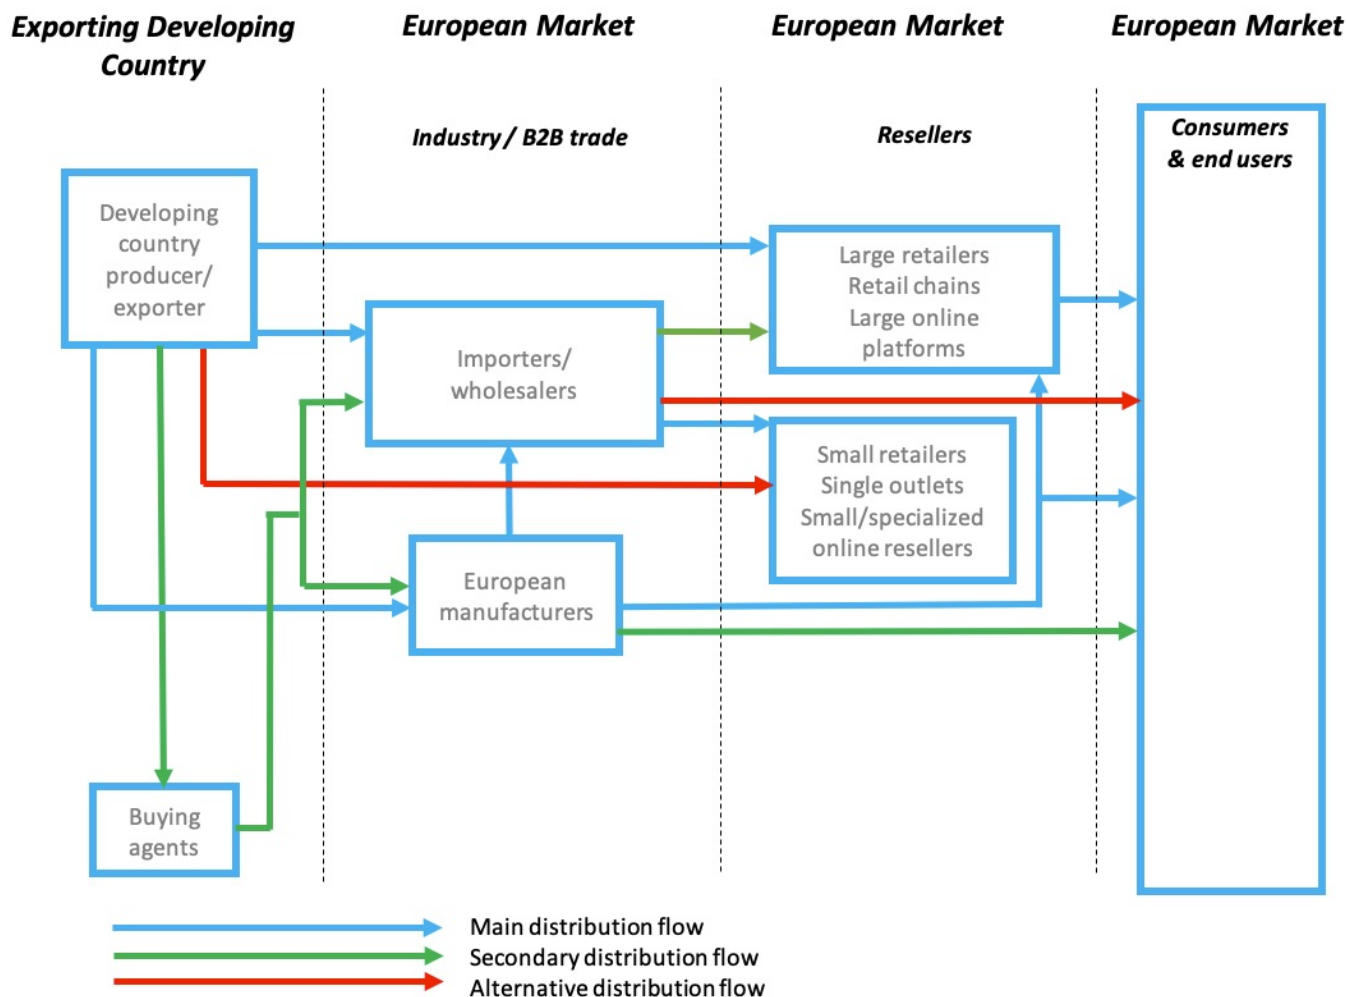 Exporting Developing
Country
European Market
European Market
European Market
Industry / B2B trade
Resellers
Consumers
& end users
Developing
country
producer/
exporter
Large retailers
Retail chains
Large online
platforms
Importers/
wholesalers
Small retailers
Single outlets
Small/specialized
online resellers
European
manufacturers
Buying
agents
Main distribution flow
Secondary distribution flow
Alternative distribution flow